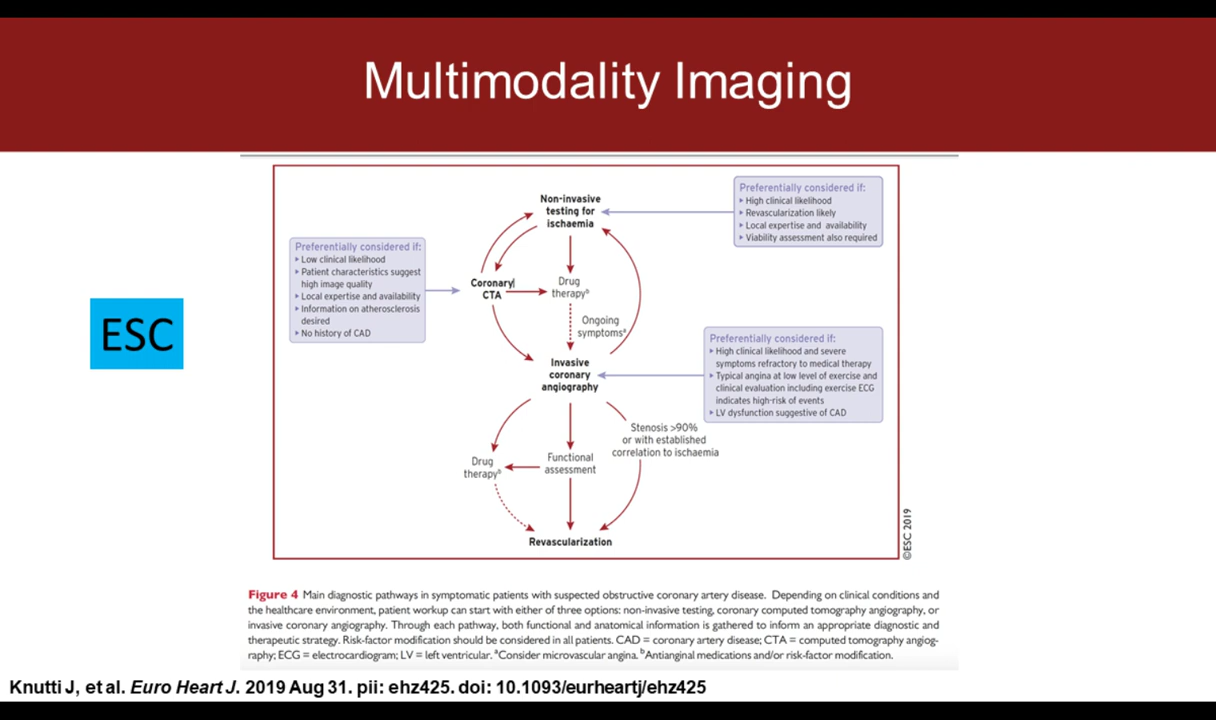 Multimodality Imaging
Non-invasive
testing for
ischaemia
Preferentially considered if:
▸ High clinical likelihood
▸ Revascularization likely
▸ Local expertise and availability
▸ Viability assessment also required
Preferentially considered if:
▸ Low clinical likelihood
▸ Patient characteristics suggest
high image quality
▸ Local expertise and availability
▸ Information on atherosclerosis
desired
▸ No history of CAD
Coronary
CTA
Drug
therapyᵇ
Ongoing
symptomsᵃ
ESC
Invasive
coronary
angiography
Preferentially considered if:
▸ High clinical likelihood and severe
symptoms refractory to medical therapy
▸ Typical angina at low level of exercise and
clinical evaluation including exercise ECG
indicates high-risk of events
▸ LV dysfunction suggestive of CAD
Stenosis >90%
or with established
correlation to ischaemia
Drug
therapyᵇ
Functional
assessment
Revascularization
©ESC 2019
Figure 4 Main diagnostic pathways in symptomatic patients with suspected obstructive coronary artery disease. Depending on clinical conditions and
the healthcare environment, patient workup can start with either of three options: non-invasive testing, coronary computed tomography angiography, or
invasive coronary angiography. Through each pathway, both functional and anatomical information is gathered to inform an appropriate diagnostic and
therapeutic strategy. Risk-factor modification should be considered in all patients. CAD = coronary artery disease; CTA = computed tomography angiog-
raphy; ECG = electrocardiogram; LV = left ventricular. ᵃConsider microvascular angina. ᵇAntianginal medications and/or risk-factor modification.
Knutti J, et al. Euro Heart J. 2019 Aug 31. pii: ehz425. doi: 10.1093/eurheartj/ehz425